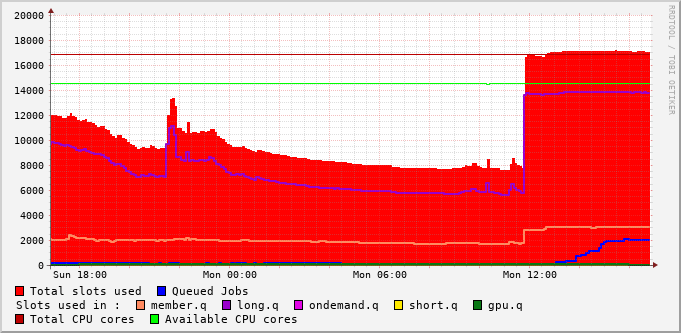 20000
18000
16000
14000
12000
10000
8000
6000
4000
2000
0
Sun 18:00 Mon 00:00 Mon 06:00 Mon 12:00
RRDTOOL / TOBI OETIKER
Total slots used Queued Jobs
Slots used in : member.q long.q ondemand.q short.q gpu.q
Total CPU cores Available CPU cores